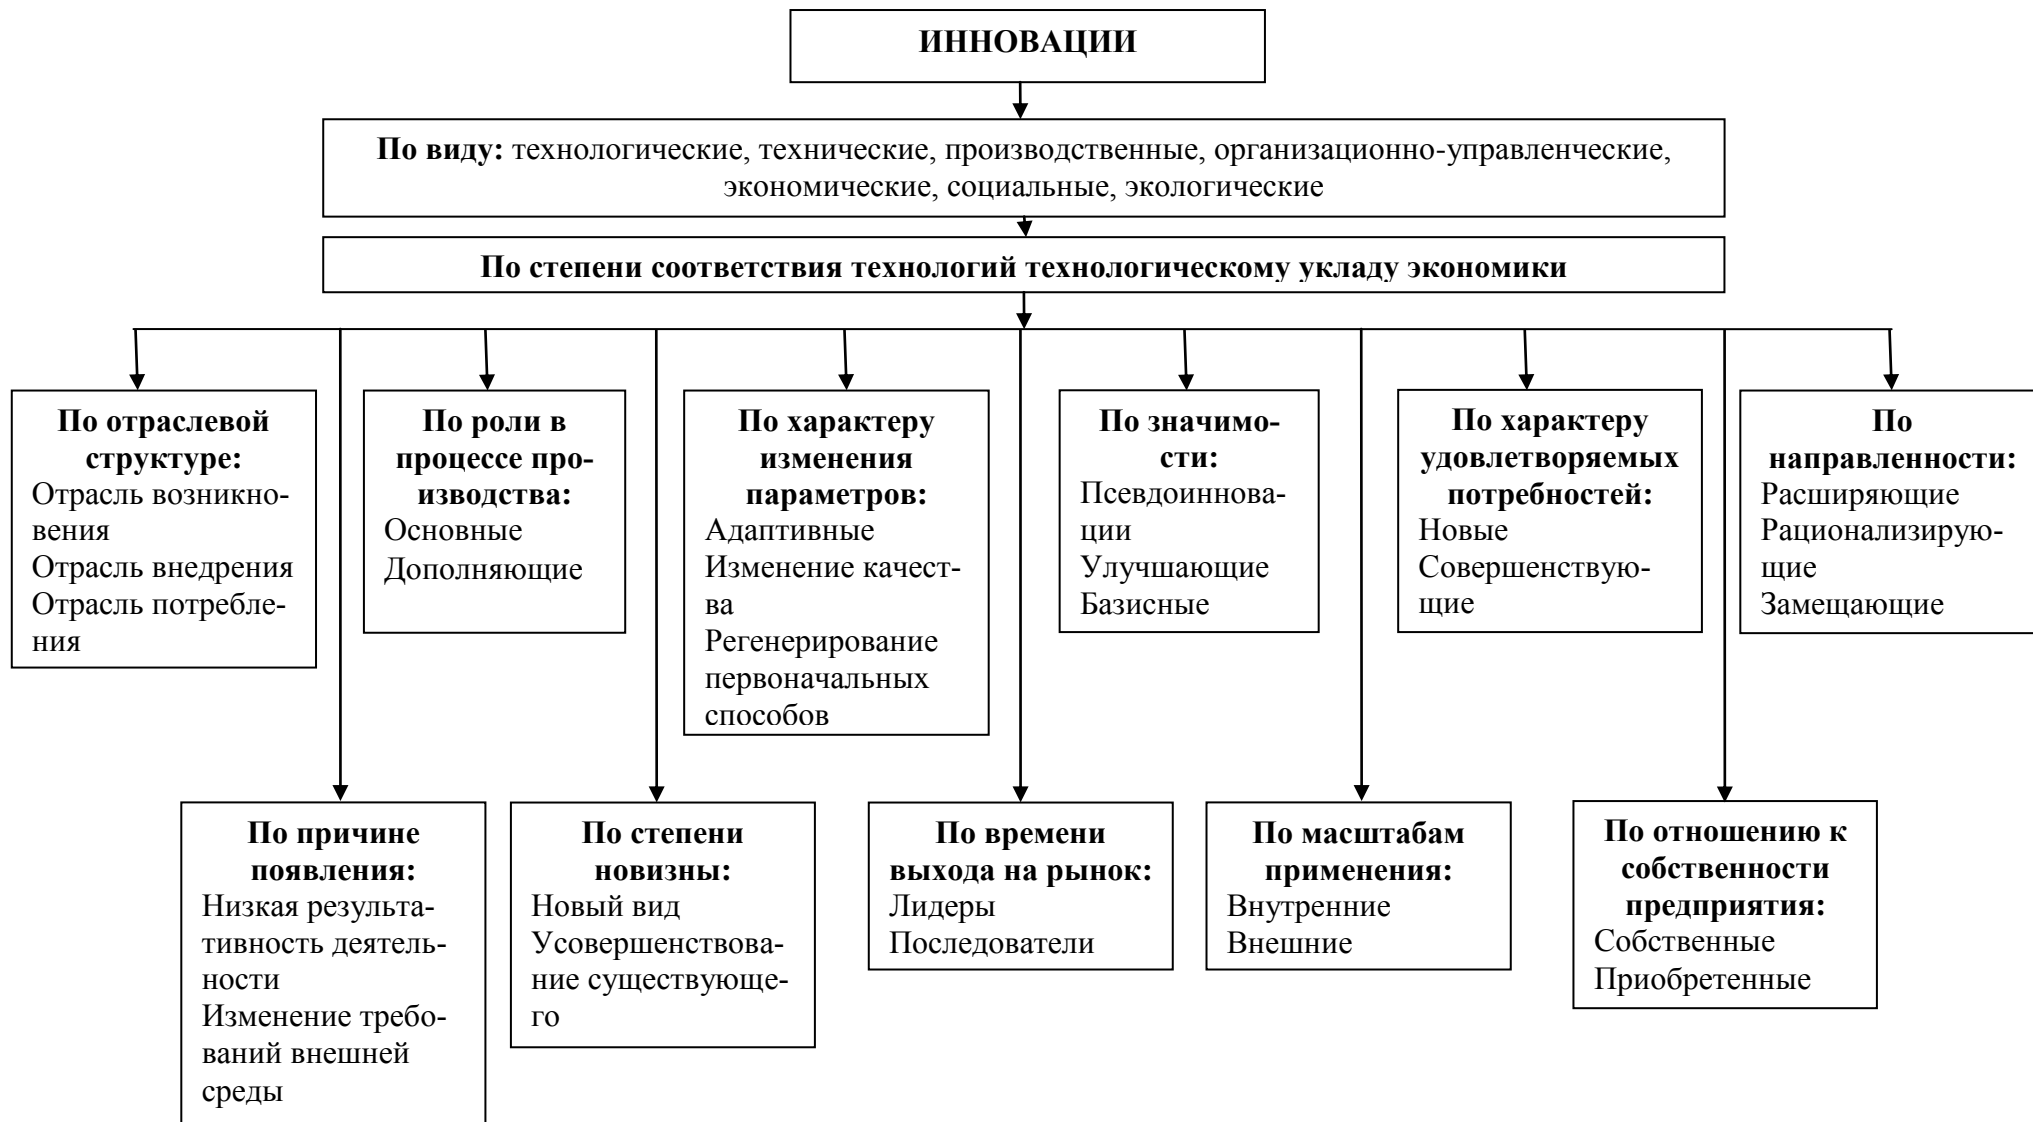 ИННОВАЦИИ
По виду: технологические, технические, производственные, организационно-управленческие,
экономические, социальные, экологические
По степени соответствия технологий технологическому укладу экономики
По отраслевой
структуре:
Отрасль возникно-
вения
Отрасль внедрения
Отрасль потребле-
ния
По роли в
процессе про-
изводства:
Основные
Дополняющие
По характеру
изменения
параметров:
Адаптивные
Изменение качест-
ва
Регенерирование
первоначальных
способов
По значимо-
сти:
Псевдоиннова-
ции
Улучшающие
Базисные
По характеру
удовлетворяемых
потребностей:
Новые
Совершенствую-
щие
По
направленности:
Расширяющие
Рационализирую-
щие
Замещающие
По причине
появления:
Низкая результа-
тивность деятель-
ности
Изменение требо-
ваний внешней
среды
По степени
новизны:
Новый вид
Усовершенствова-
ние существующе-
го
По времени
выхода на рынок:
Лидеры
Последователи
По масштабам
применения:
Внутренние
Внешние
По отношению к
собственности
предприятия:
Собственные
Приобретенные